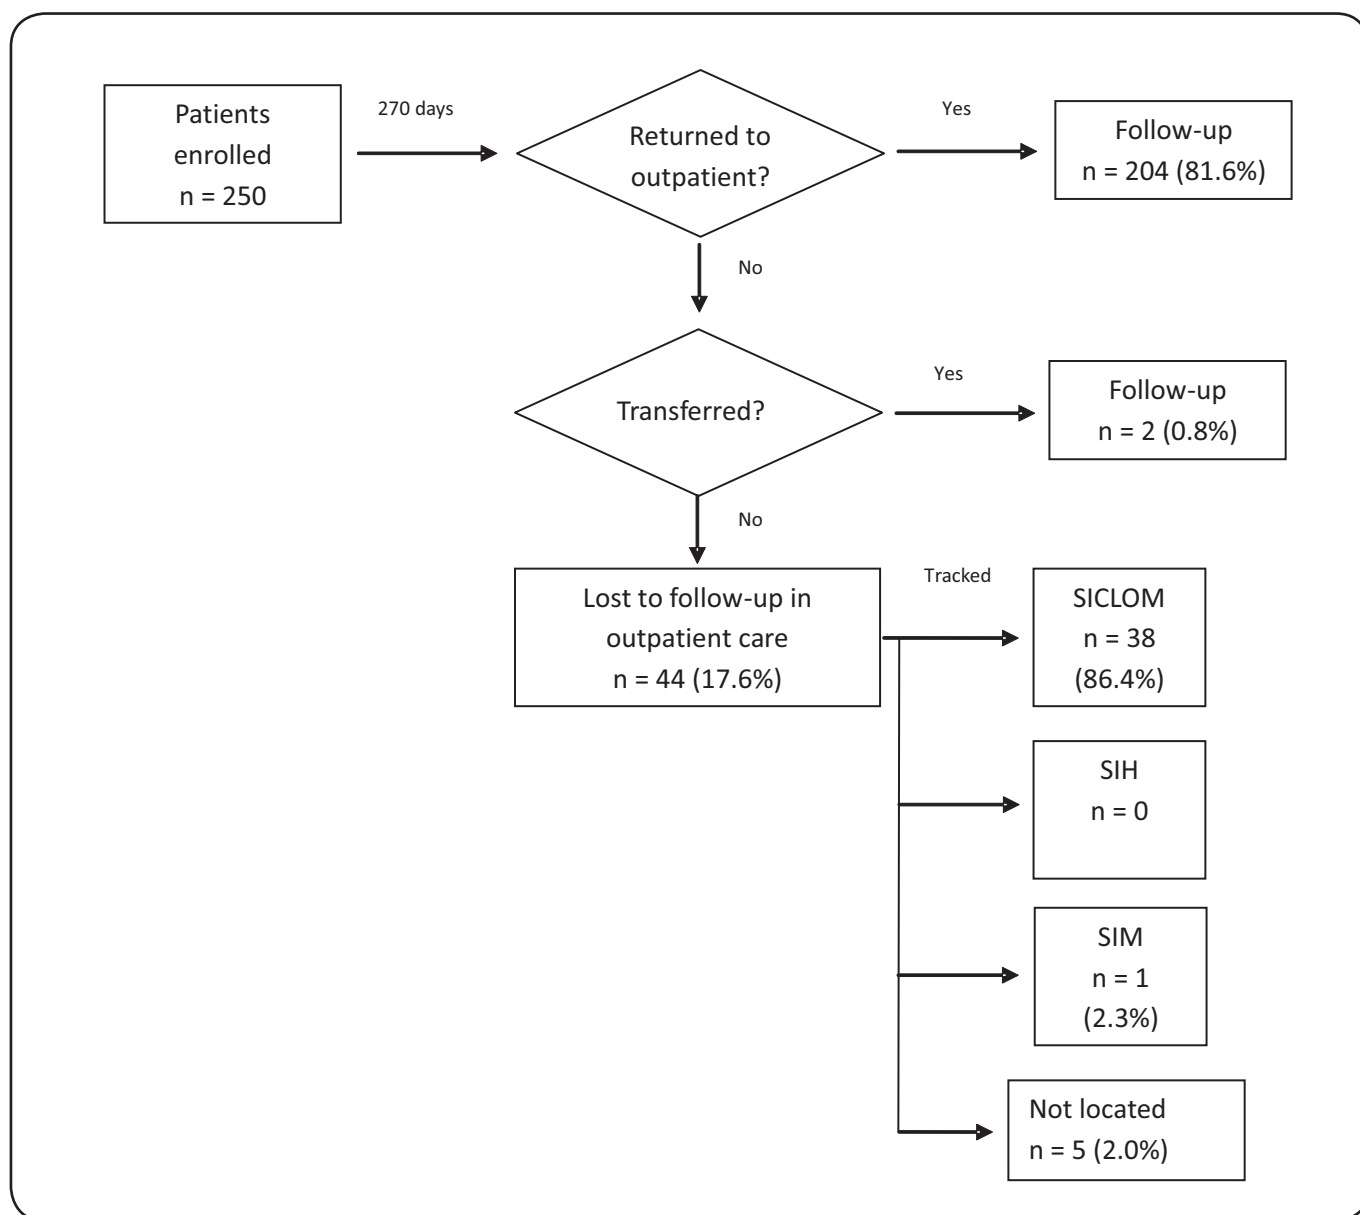 Patients
enrolled
n = 250
270 days
Returned to
outpatient?
Yes
Follow-up
n = 204 (81.6%)
No
Transferred?
Yes
Follow-up
n = 2 (0.8%)
No
Lost to follow-up in
outpatient care
n = 44 (17.6%)
Tracked
SICLOM
n = 38
(86.4%)
SIH
n = 0
SIM
n = 1
(2.3%)
Not located
n = 5 (2.0%)